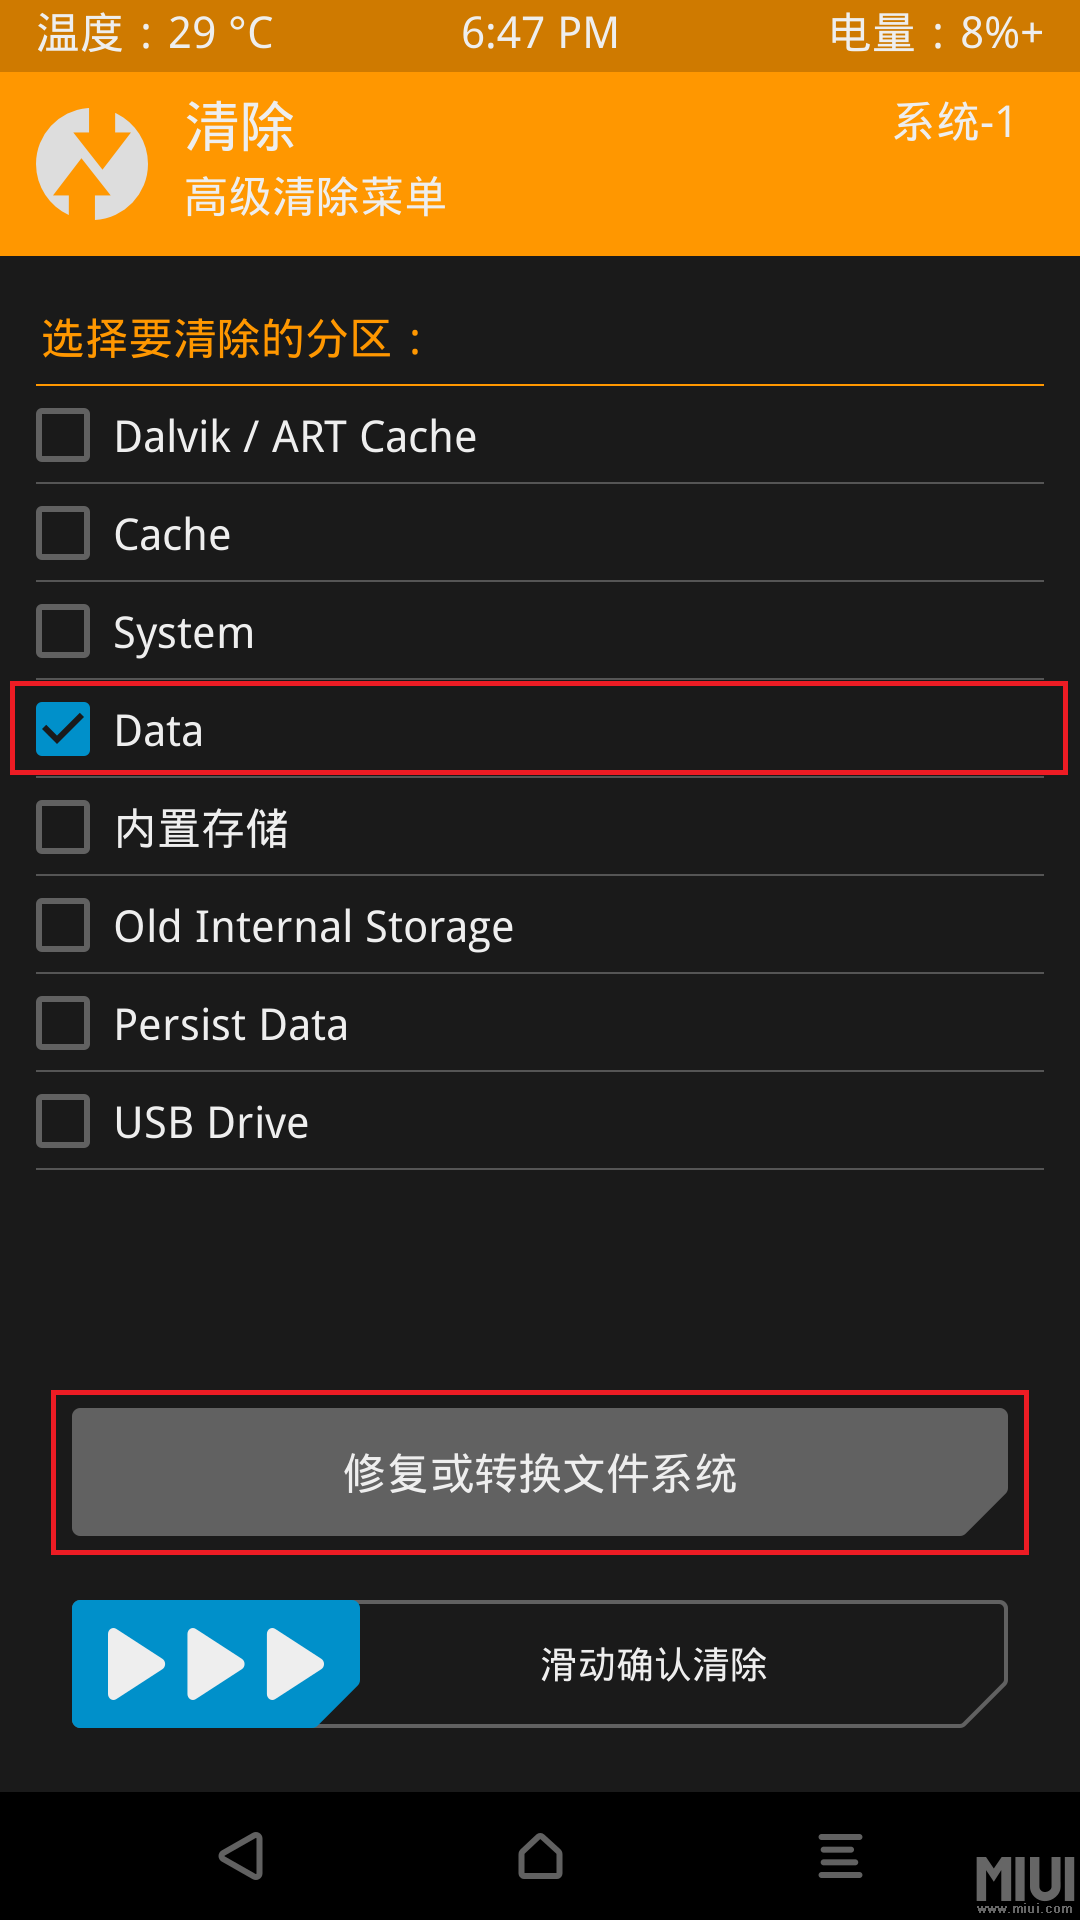 温度：29 °C 6:47 PM 电量：8%+
清除 系统-1
高级清除菜单
选择要清除的分区：
Dalvik / ART Cache
Cache
System
Data
内置存储
Old Internal Storage
Persist Data
USB Drive
修复或转换文件系统
滑动确认清除
MIUI
www.miui.com